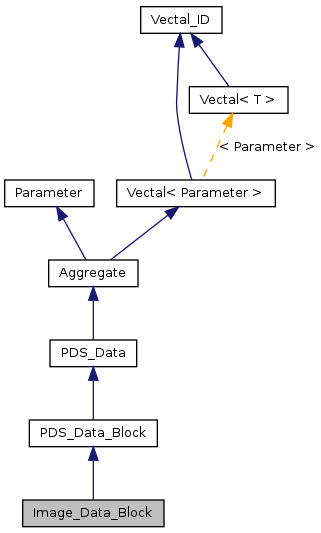 Vectal_ID
Vectal< T >
< Parameter >
Parameter
Vectal< Parameter >
Aggregate
PDS_Data
PDS_Data_Block
Image_Data_Block